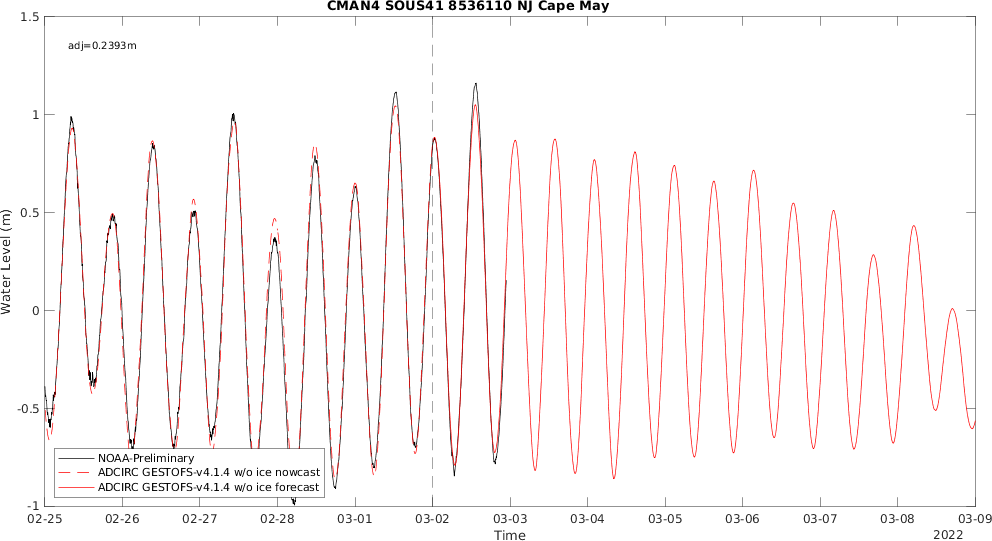 CMAN4 SOUS41 8536110 NJ Cape May
1.5
adj=0.2393m
1
0.5
0
-0.5
-1
Water Level (m)
NOAA-Preliminary
ADCIRC GESTOFS-v4.1.4 w/o ice nowcast
ADCIRC GESTOFS-v4.1.4 w/o ice forecast
02-25 02-26 02-27 02-28 03-01 03-02 03-03 03-04 03-05 03-06 03-07 03-08 03-09
Time
2022